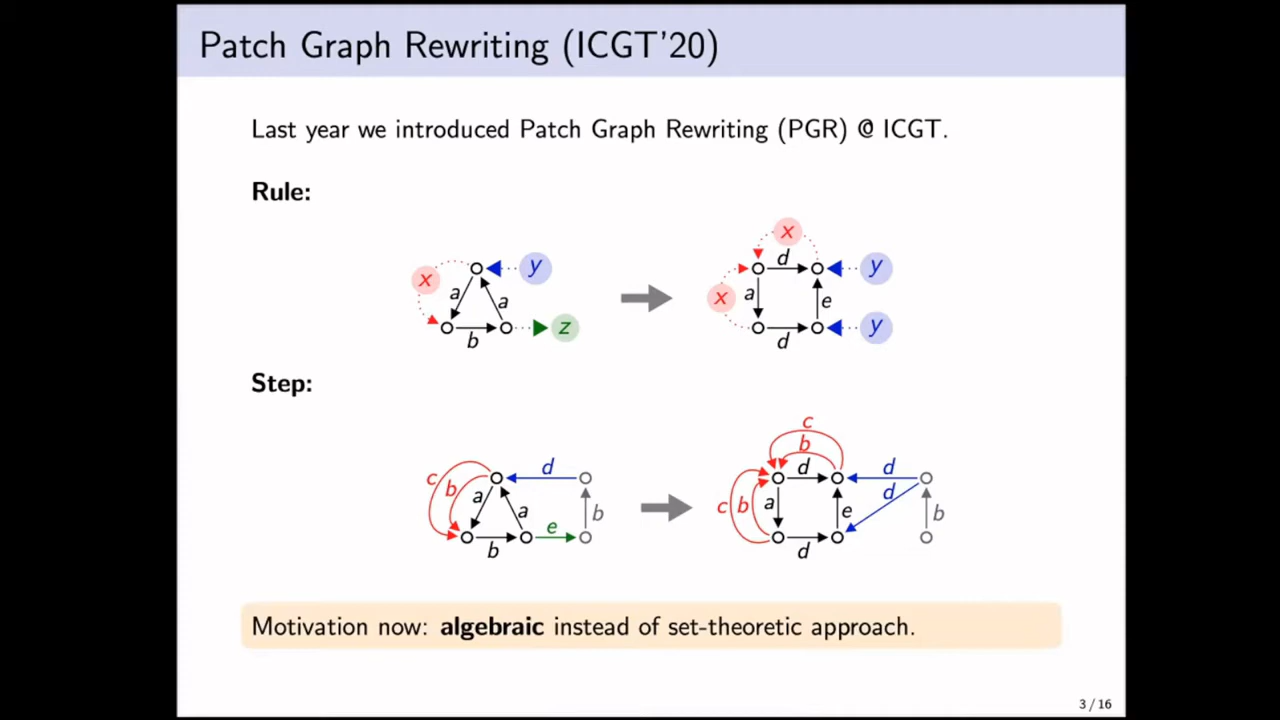 Patch Graph Rewriting (ICGT'20)
Last year we introduced Patch Graph Rewriting (PGR) @ ICGT.
Rule:
x a a b y z
x x d a e d y y
Step:
c b a a b d e b
c b c b d a e d d d b
Motivation now: algebraic instead of set-theoretic approach.
3 / 16